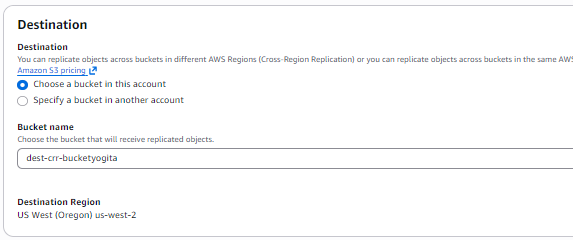 Destination
Destination
You can replicate objects across buckets in different AWS Regions (Cross-Region Replication) or you can replicate objects across buckets in the same AWS
Amazon S3 pricing
Choose a bucket in this account
Specify a bucket in another account
Bucket name
Choose the bucket that will receive replicated objects.
dest-crr-bucketyogita
Destination Region
US West (Oregon) us-west-2